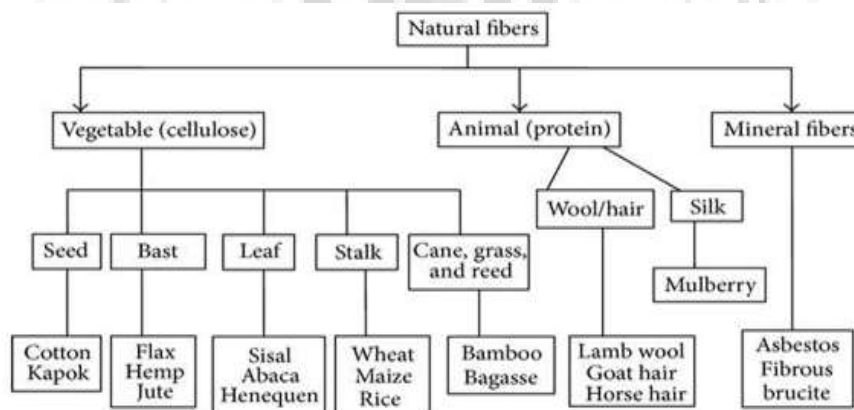 Natural fibers
Vegetable (cellulose)
Animal (protein)
Mineral fibers
Wool/hair
Silk
Seed
Bast
Leaf
Stalk
Cane, grass,
and reed
Mulberry
Cotton
Kapok
Flax
Hemp
Jute
Sisal
Abaca
Henequen
Wheat
Maize
Rice
Bamboo
Bagasse
Lamb wool
Goat hair
Horse hair
Asbestos
Fibrous
brucite